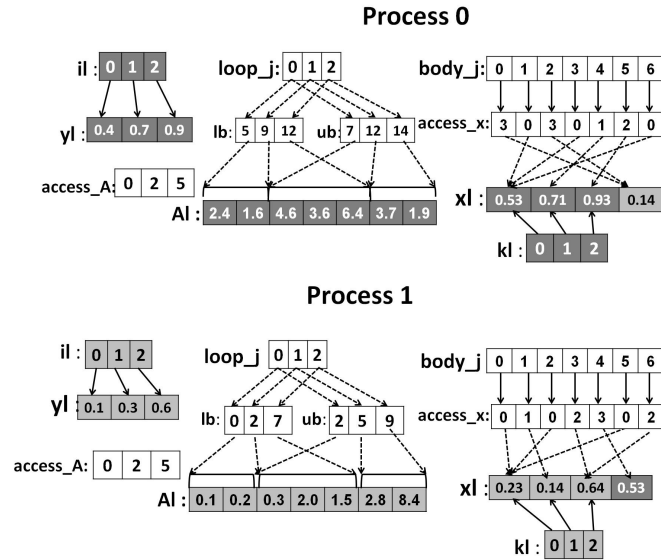 Process 0
il : 0 1 2
loop_j: 0 1 2
body_j: 0 1 2 3 4 5 6
yl : 0.4 0.7 0.9
lb: 5 9 12
ub: 7 12 14
access_x: 3 0 3 0 1 2 0
access_A: 0 2 5
Al : 2.4 1.6 4.6 3.6 6.4 3.7 1.9
xl : 0.53 0.71 0.93 0.14
kl : 0 1 2
Process 1
il : 0 1 2
loop_j 0 1 2
body_j 0 1 2 3 4 5 6
yl : 0.1 0.3 0.6
lb: 0 2 7
ub: 2 5 9
access_x: 0 1 0 2 3 0 2
access_A: 0 2 5
Al : 0.1 0.2 0.3 2.0 1.5 2.8 8.4
xl : 0.23 0.14 0.64 0.53
kl : 0 1 2